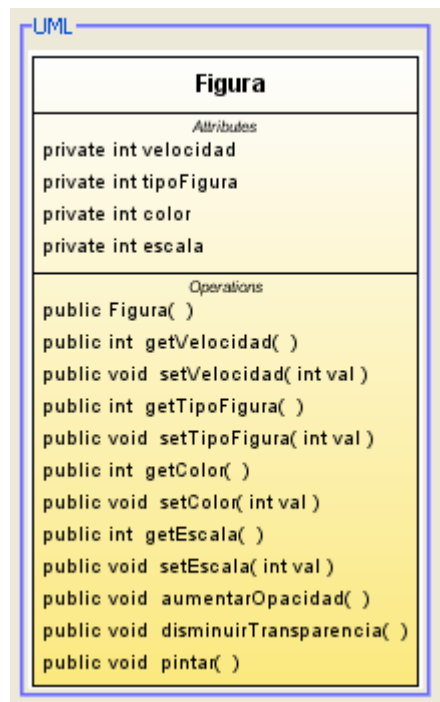 UML
Figura
Attributes
private int velocidad
private int tipoFigura
private int color
private int escala
Operations
public Figura( )
public int getVelocidad( )
public void setVelocidad( int val )
public int getTipoFigura( )
public void setTipoFigura( int val )
public int getColor( )
public void setColor( int val )
public int getEscala( )
public void setEscala( int val )
public void aumentarOpacidad( )
public void disminuirTransparencia( )
public void pintar( )